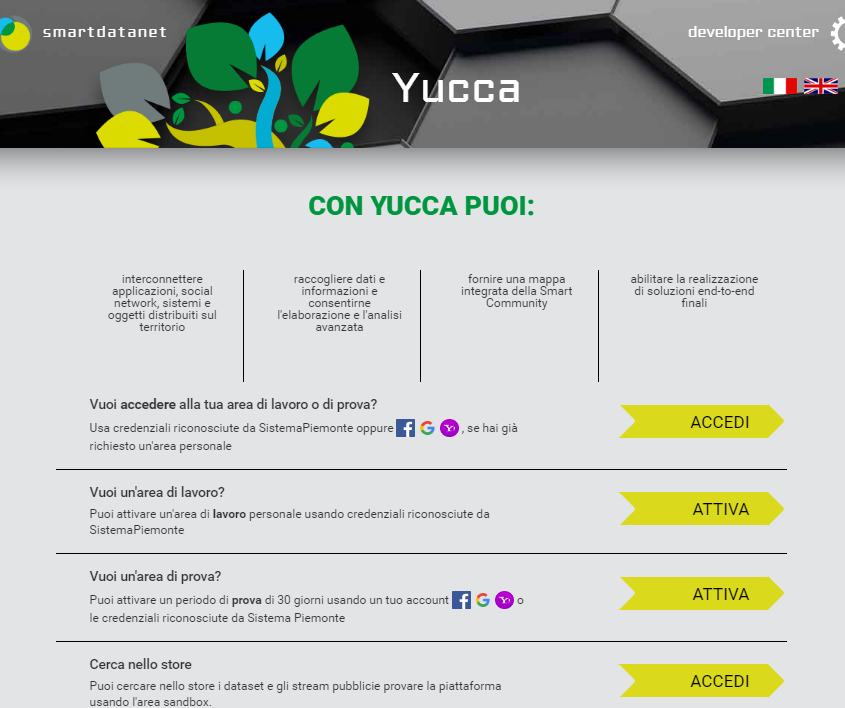 smartdatanet
developer center
Yucca
CON YUCCA PUOI:
interconnettere
applicazioni, social
network, sistemi e
oggetti distribuiti sul
territorio
raccogliere dati e
informazioni e
consentirne
l'elaborazione e l'analisi
avanzata
fornire una mappa
integrata della Smart
Community
abilitare la realizzazione
di soluzioni end-to-end
finali
Vuoi accedere alla tua area di lavoro o di prova?
Usa credenziali riconosciute da SistemaPiemonte oppure , se hai già
richiesto un'area personale
ACCEDI
Vuoi un'area di lavoro?
Puoi attivare un'area di lavoro personale usando credenziali riconosciute da
SistemaPiemonte
ATTIVA
Vuoi un'area di prova?
Puoi attivare un periodo di prova di 30 giorni usando un tuo account o
le credenziali riconosciute da Sistema Piemonte
ATTIVA
Cerca nello store
Puoi cercare nello store i dataset e gli stream pubblicie provare la piattaforma
usando l'area sandbox.
ACCEDI